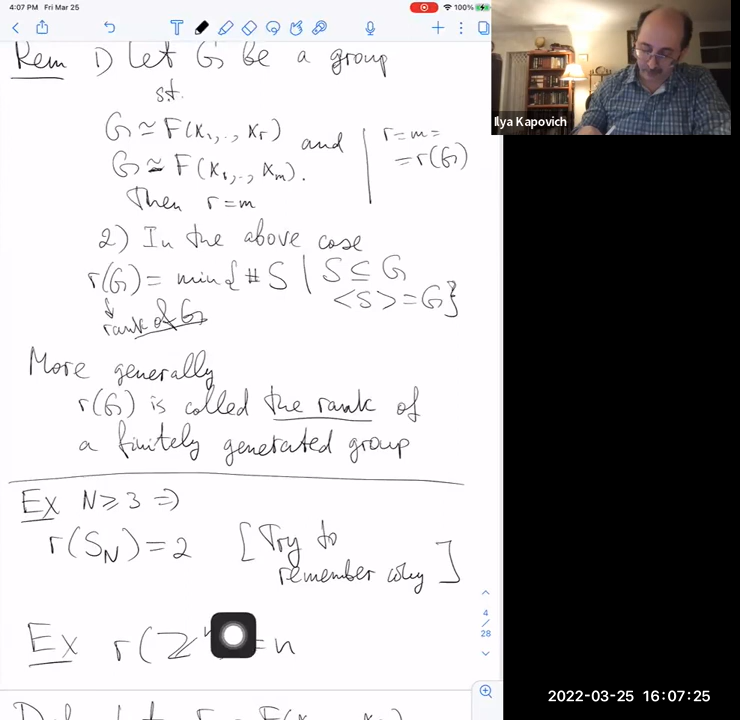 4:07 PM Fri Mar 25
100%
Rem 1) Let G be a group
st.
G ≃ F(x₁,..,xᵣ) and
G ≃ F(x₁,..,xₘ).
Then r=m
r=m=
=r(G)
2) In the above case
r(G) = min{ #S | S ⊆ G
<S> = G}
rank of G
More generally
r(G) is called the rank of
a finitely generated group
Ex N ≥ 3 ⇒
r(S_N) = 2 [Try to
remember why]
Ex r(ℤ = n
Ilya Kapovich
4
/
28
2022-03-25 16:07:25